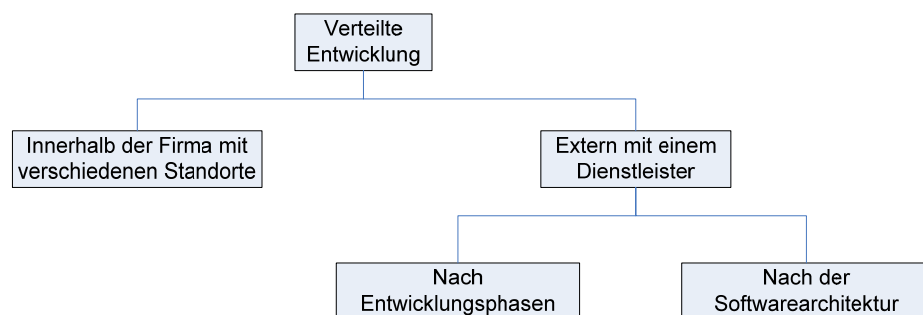 Verteilte
Entwicklung
Innerhalb der Firma mit
verschiedenen Standorte
Extern mit einem
Dienstleister
Nach
Entwicklungsphasen
Nach der
Softwarearchitektur